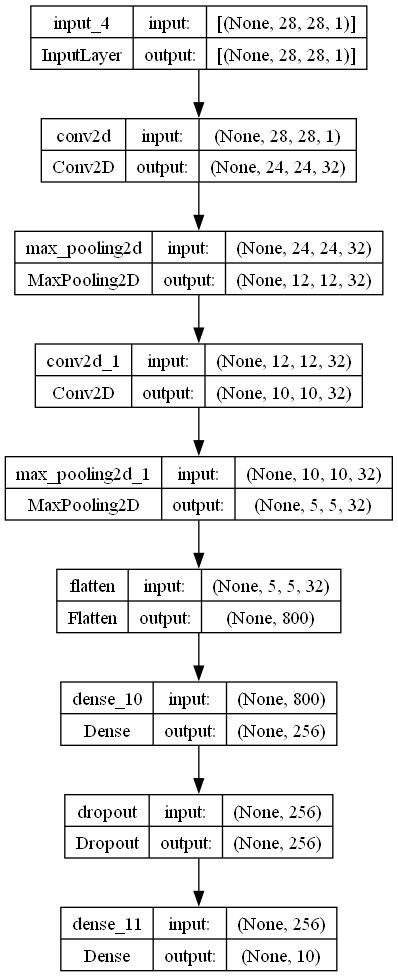 input_4 input: [(None, 28, 28, 1)]
InputLayer output: [(None, 28, 28, 1)]
conv2d input: (None, 28, 28, 1)
Conv2D output: (None, 24, 24, 32)
max_pooling2d input: (None, 24, 24, 32)
MaxPooling2D output: (None, 12, 12, 32)
conv2d_1 input: (None, 12, 12, 32)
Conv2D output: (None, 10, 10, 32)
max_pooling2d_1 input: (None, 10, 10, 32)
MaxPooling2D output: (None, 5, 5, 32)
flatten input: (None, 5, 5, 32)
Flatten output: (None, 800)
dense_10 input: (None, 800)
Dense output: (None, 256)
dropout input: (None, 256)
Dropout output: (None, 256)
dense_11 input: (None, 256)
Dense output: (None, 10)